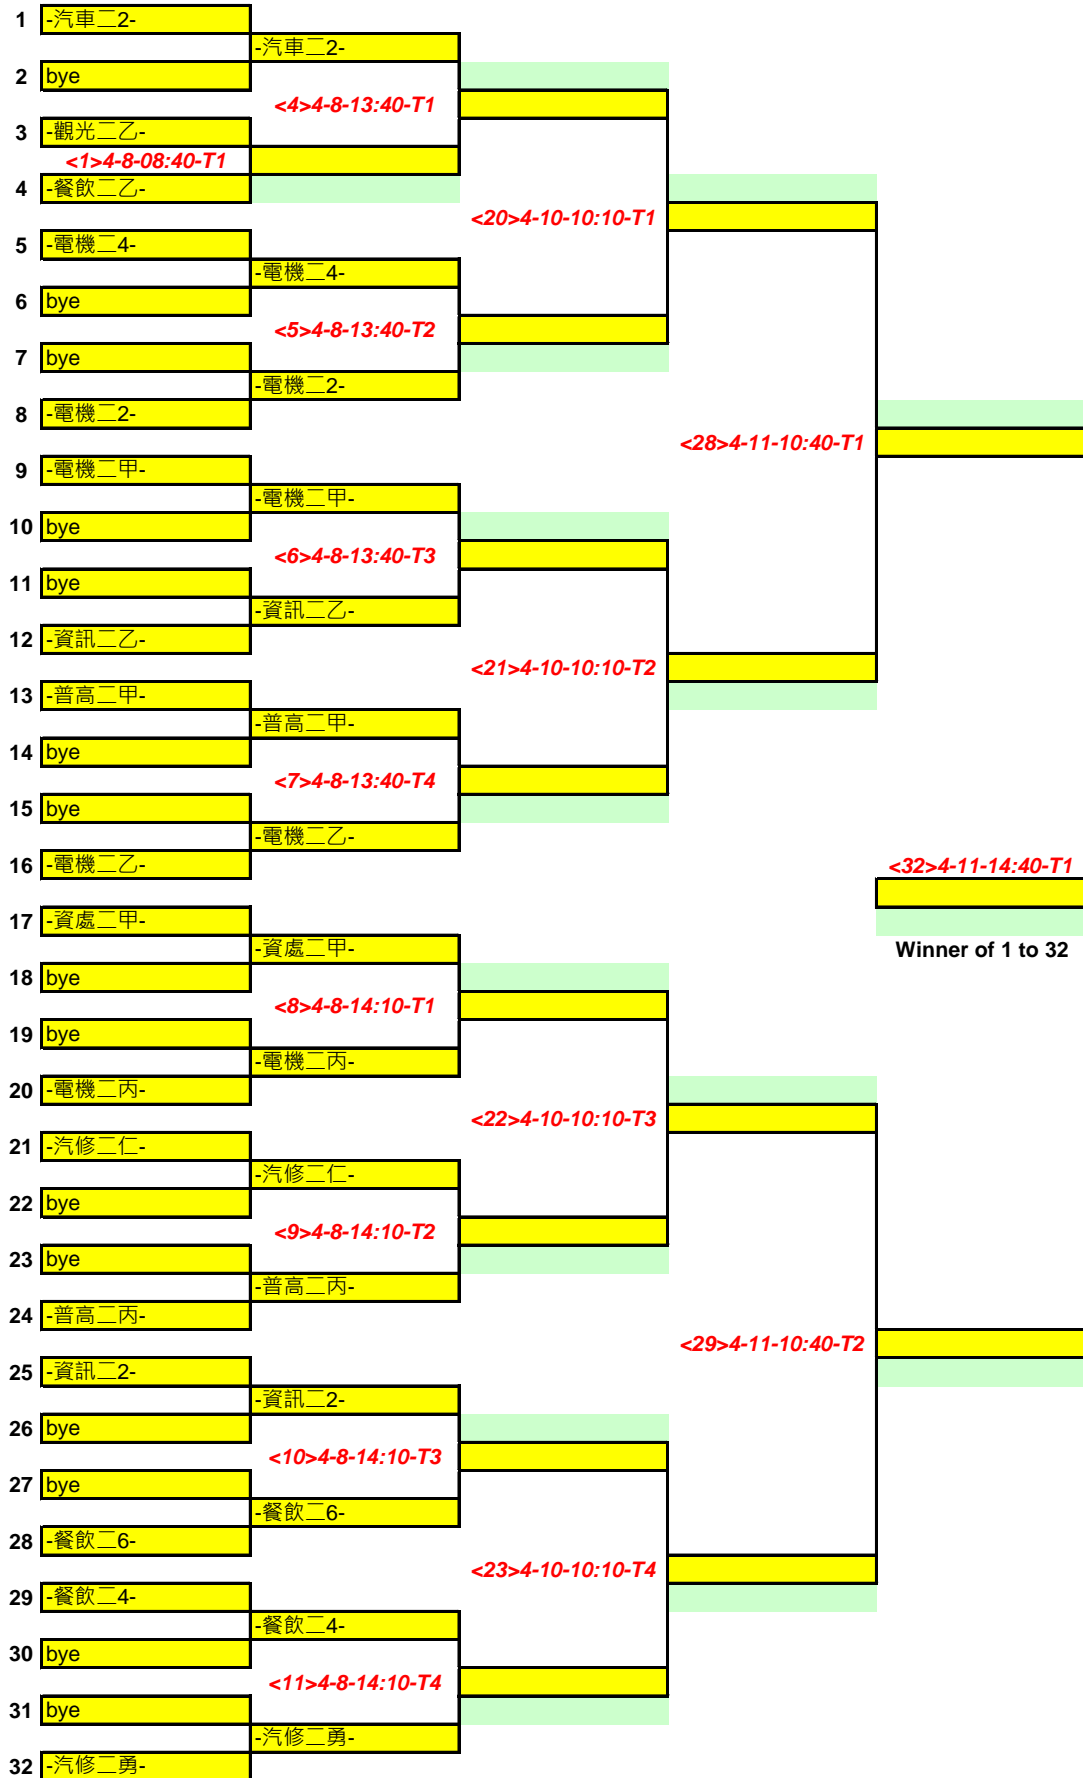 1 -汽車二2-
-汽車二2-
2 bye
<4>4-8-13:40-T1
3 -觀光二乙-
<1>4-8-08:40-T1
4 -餐飲二乙-
<20>4-10-10:10-T1
5 -電機二4-
-電機二4-
6 bye
<5>4-8-13:40-T2
7 bye
-電機二2-
8 -電機二2-
<28>4-11-10:40-T1
9 -電機二甲-
-電機二甲-
10 bye
<6>4-8-13:40-T3
11 bye
-資訊二乙-
12 -資訊二乙-
<21>4-10-10:10-T2
13 -普高二甲-
-普高二甲-
14 bye
<7>4-8-13:40-T4
15 bye
-電機二乙-
16 -電機二乙-
<32>4-11-14:40-T1
17 -資處二甲-
-資處二甲-
Winner of 1 to 32
18 bye
<8>4-8-14:10-T1
19 bye
-電機二丙-
20 -電機二丙-
<22>4-10-10:10-T3
21 -汽修二仁-
-汽修二仁-
22 bye
<9>4-8-14:10-T2
23 bye
-普高二丙-
24 -普高二丙-
<29>4-11-10:40-T2
25 -資訊二2-
-資訊二2-
26 bye
<10>4-8-14:10-T3
27 bye
-餐飲二6-
28 -餐飲二6-
<23>4-10-10:10-T4
29 -餐飲二4-
-餐飲二4-
30 bye
<11>4-8-14:10-T4
31 bye
-汽修二勇-
32 -汽修二勇-